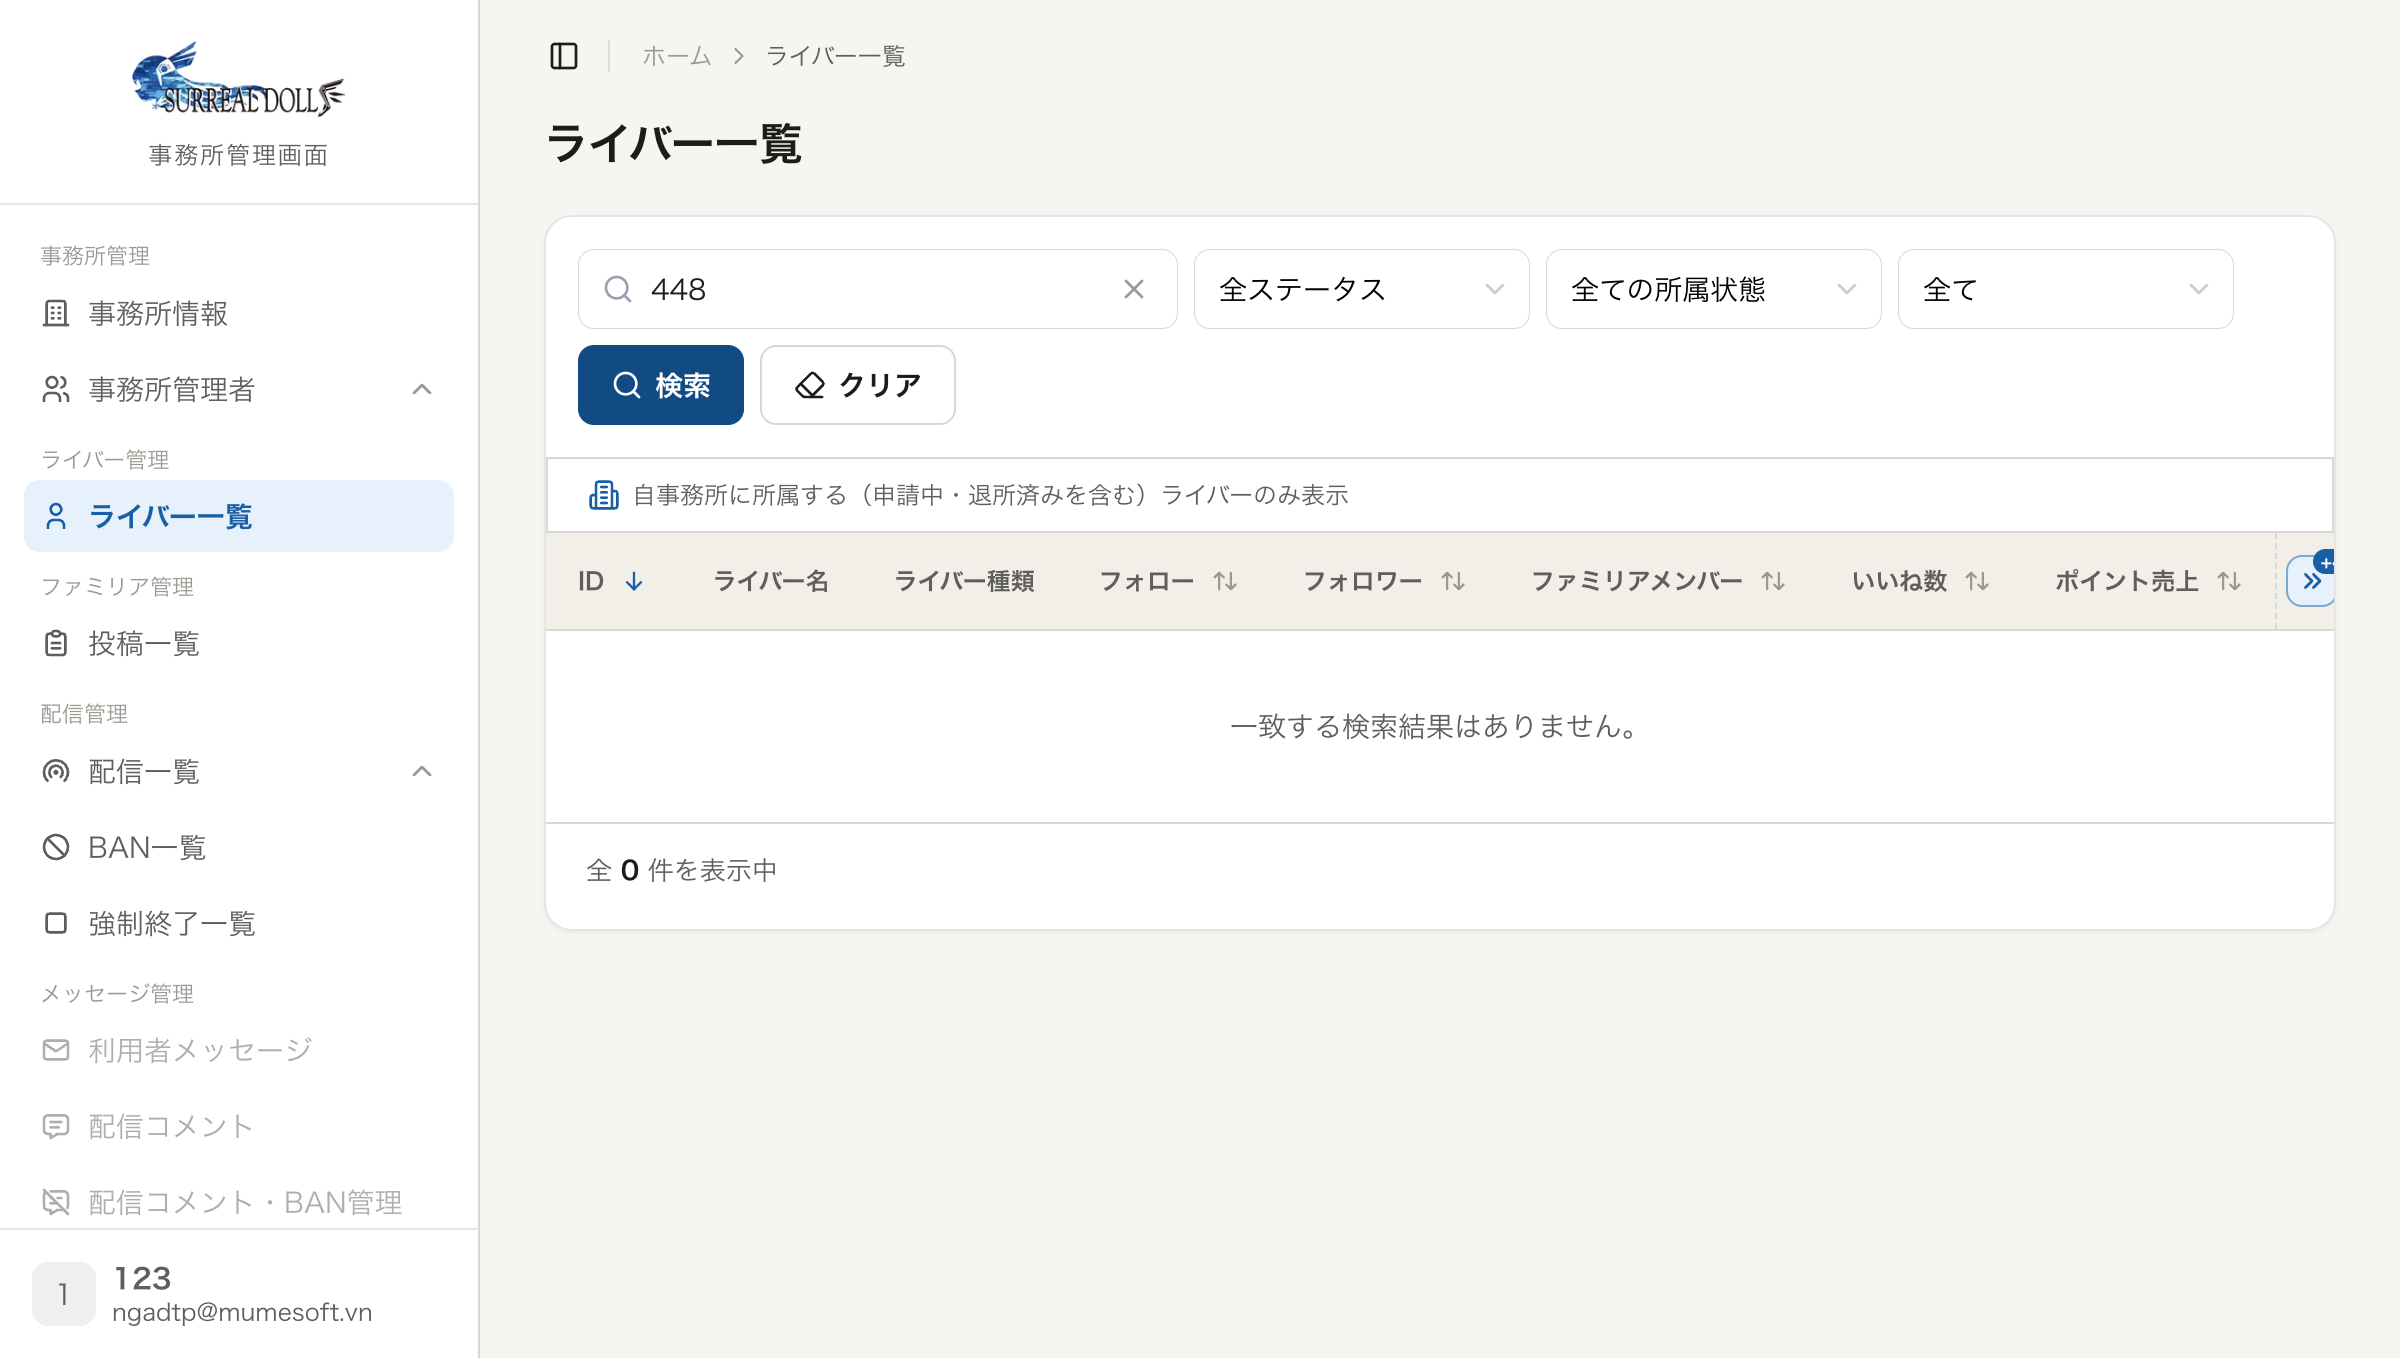 SURREAL DOLL
事務所管理画面
事務所管理
事務所情報
事務所管理者
ライバー管理
ライバー一覧
ファミリア管理
投稿一覧
配信管理
配信一覧
BAN一覧
強制終了一覧
メッセージ管理
利用者メッセージ
配信コメント
配信コメント・BAN管理
1
123
ngadtp@mumesoft.vn
ホーム ライバー一覧
ライバー一覧
448 全ステータス 全ての所属状態 全て
検索 クリア
自事務所に所属する（申請中・退所済みを含む）ライバーのみ表示
ID ライバー名 ライバー種類 フォロー フォロワー ファミリアメンバー いいね数 ポイント売上
一致する検索結果はありません。
全 0 件を表示中